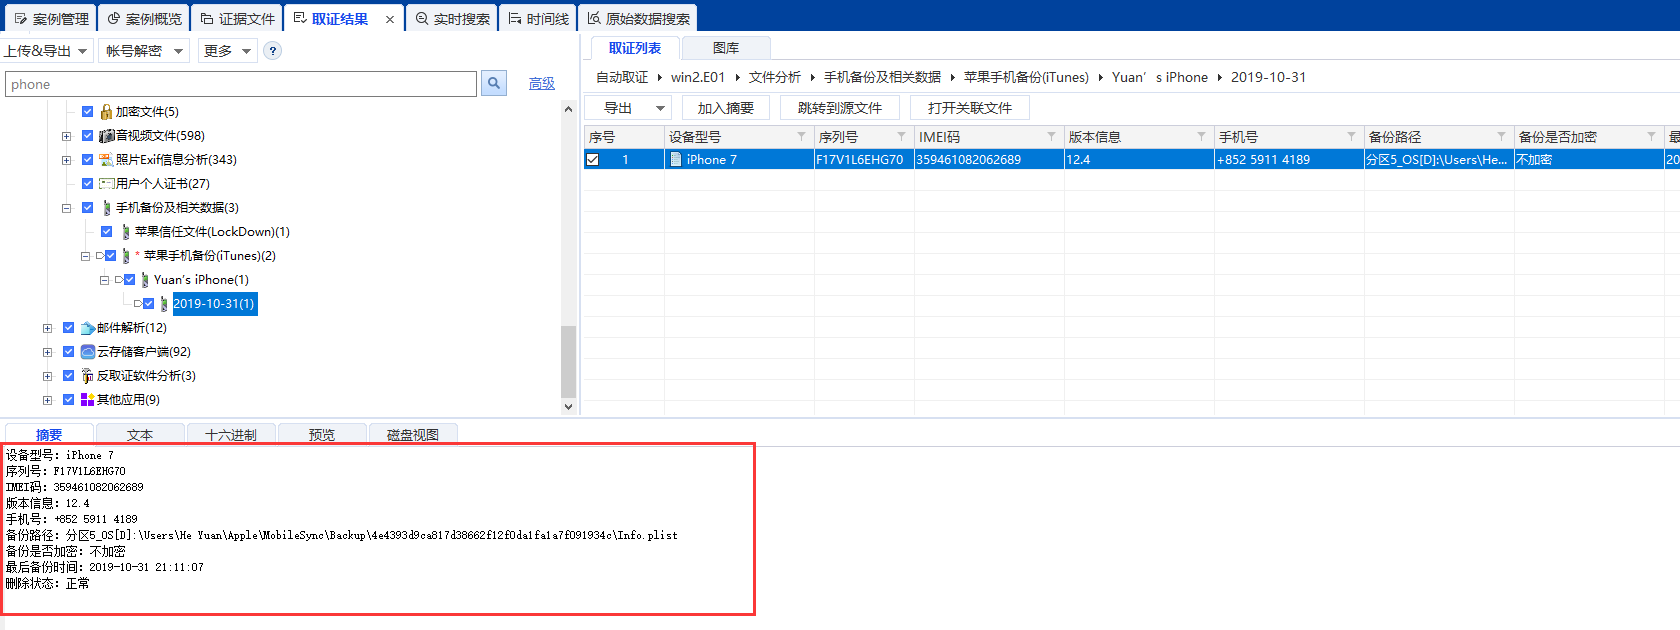 案例管理 案例概览 证据文件 取证结果 × 实时搜索 时间线 原始数据搜索
上传&导出 帐号解密 更多 ?
phone 高级
加密文件(5)
音视频文件(598)
照片Exif信息分析(343)
用户个人证书(27)
手机备份及相关数据(3)
苹果信任文件(LockDown)(1)
* 苹果手机备份(iTunes)(2)
Yuan's iPhone(1)
2019-10-31(1)
邮件解析(12)
云存储客户端(92)
反取证软件分析(3)
其他应用(9)
取证列表 图库
自动取证 win2.E01 文件分析 手机备份及相关数据 苹果手机备份(iTunes) Yuan’s iPhone 2019-10-31
导出 加入摘要 跳转到源文件 打开关联文件
序号 设备型号 序列号 IMEI码 版本信息 手机号 备份路径 备份是否加密 最
1 iPhone 7 F17V1L6EHG70 359461082062689 12.4 +852 5911 4189 分区5_OS[D]:\Users\He... 不加密 20
摘要 文本 十六进制 预览 磁盘视图
设备型号: iPhone 7
序列号: F17V1L6EHG70
IMEI码: 359461082062689
版本信息: 12.4
手机号: +852 5911 4189
备份路径: 分区5_OS[D]:\Users\He Yuan\Apple\MobileSync\Backup\4e4393d9ca817d38662f12f0da1fa1a7f091934c\Info.plist
备份是否加密: 不加密
最后备份时间: 2019-10-31 21:11:07
删除状态: 正常